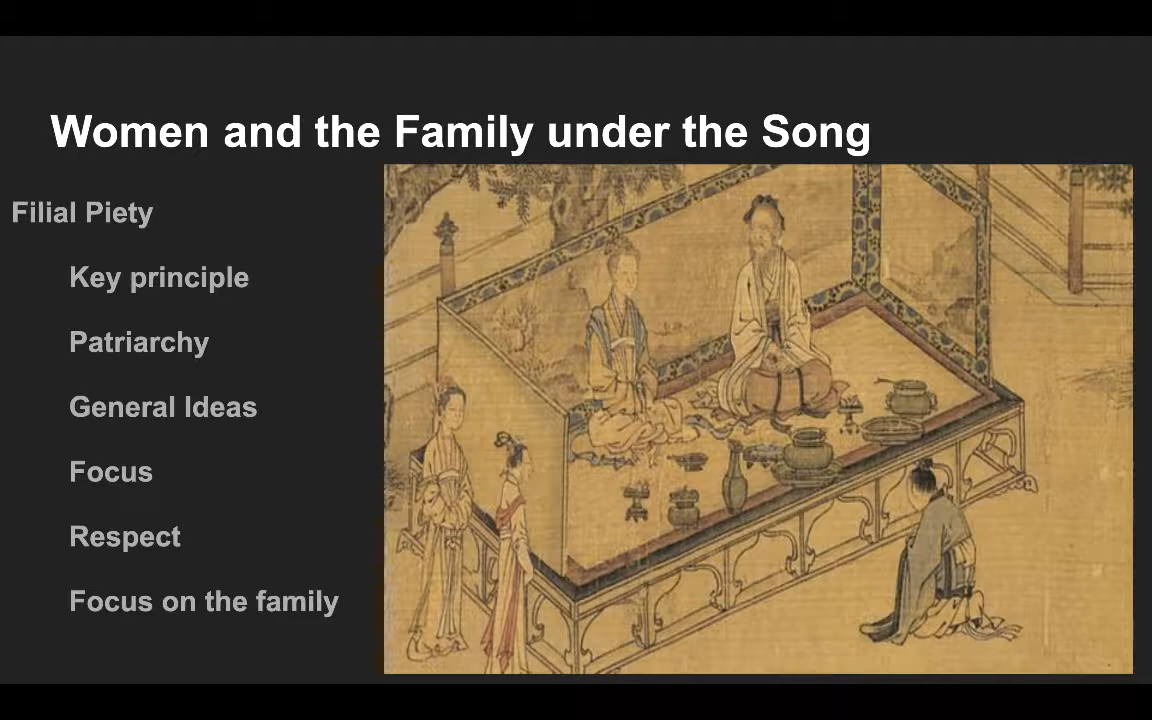 Women and the Family under the Song
Filial Piety
Key principle
Patriarchy
General Ideas
Focus
Respect
Focus on the family